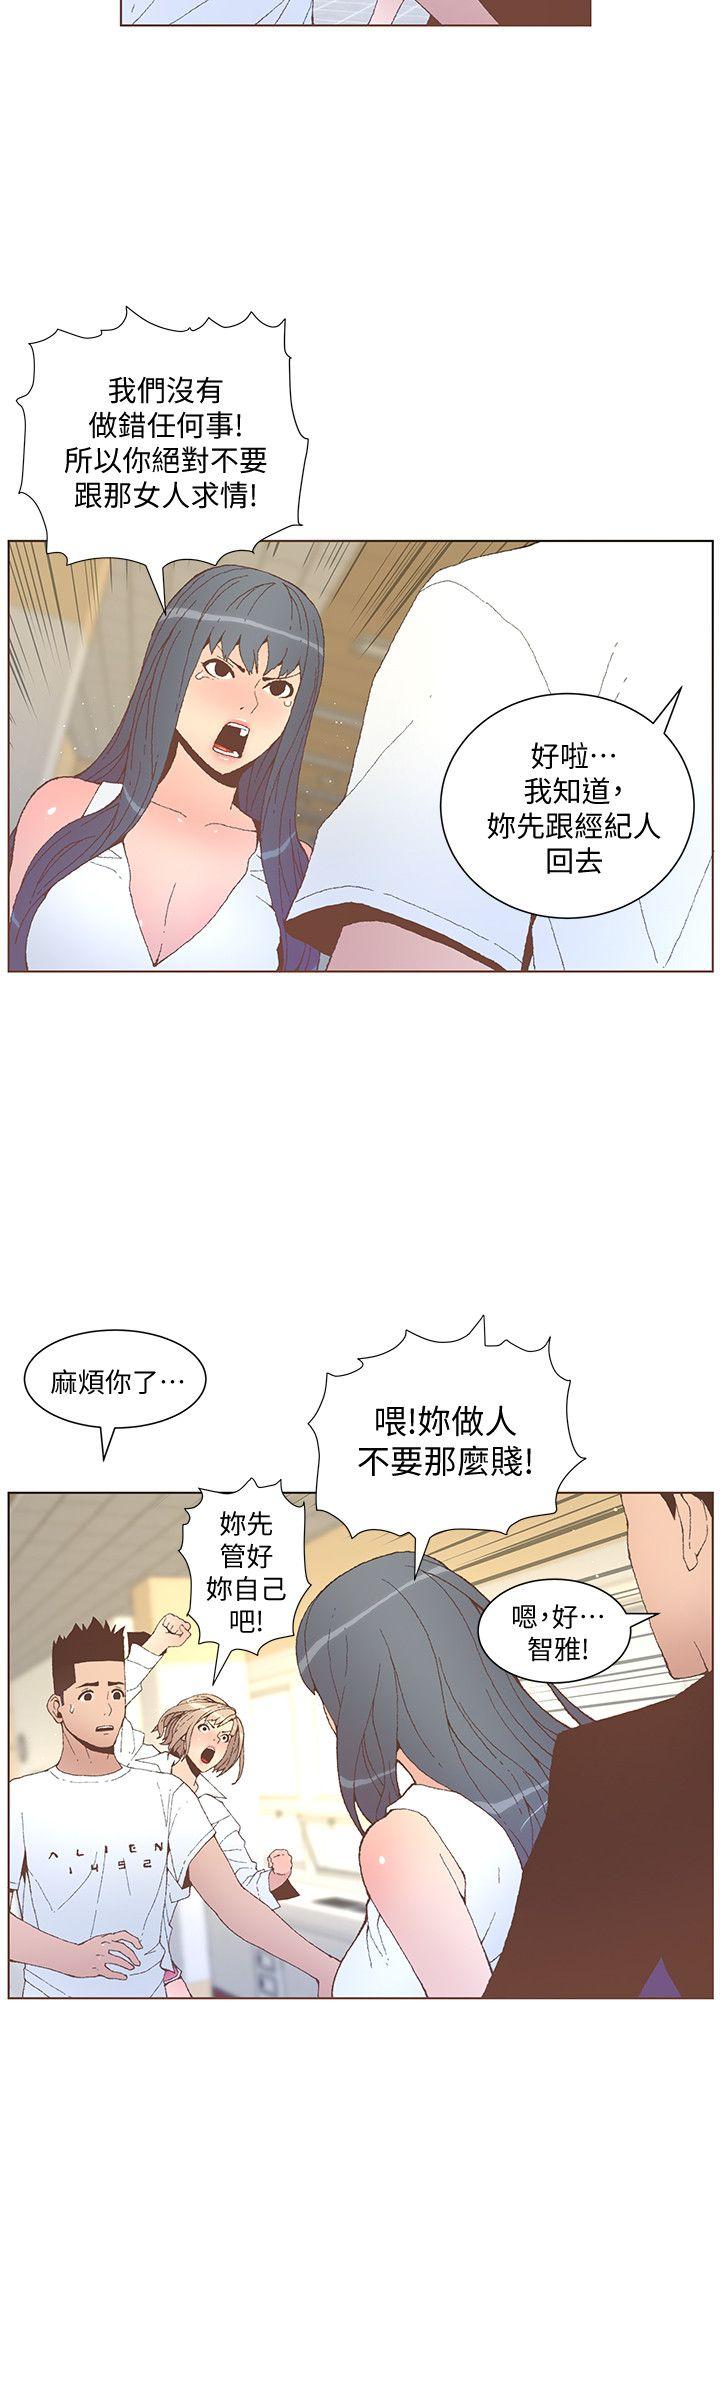 我們沒有
做錯任何事!
所以你絕對不要
跟那女人求情!
好啦…
我知道,
妳先跟經紀人
回去
麻煩你了…
喂!妳做人
不要那麼賤!
妳先
管好
妳自己
吧!
嗯,好…
智雅!
ALIEN
1492